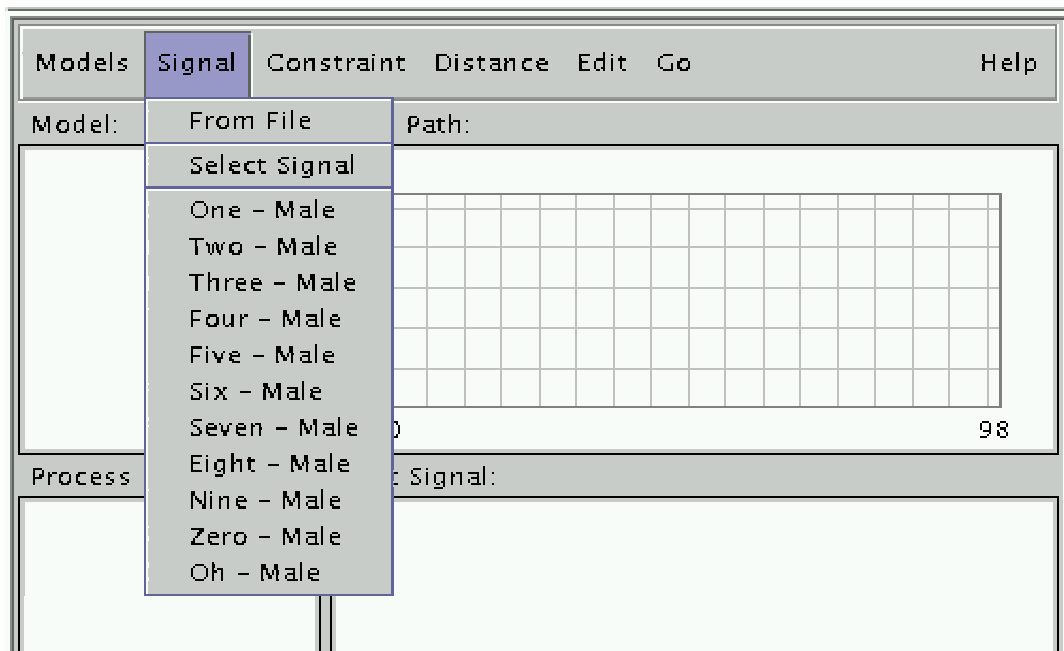 Models Signal Constraint Distance Edit Go Help
Model: Path:
From File
Select Signal
One – Male
Two – Male
Three – Male
Four – Male
Five – Male
Six – Male
Seven – Male
Eight – Male
Nine – Male
Zero – Male
Oh – Male
98
Process Signal: